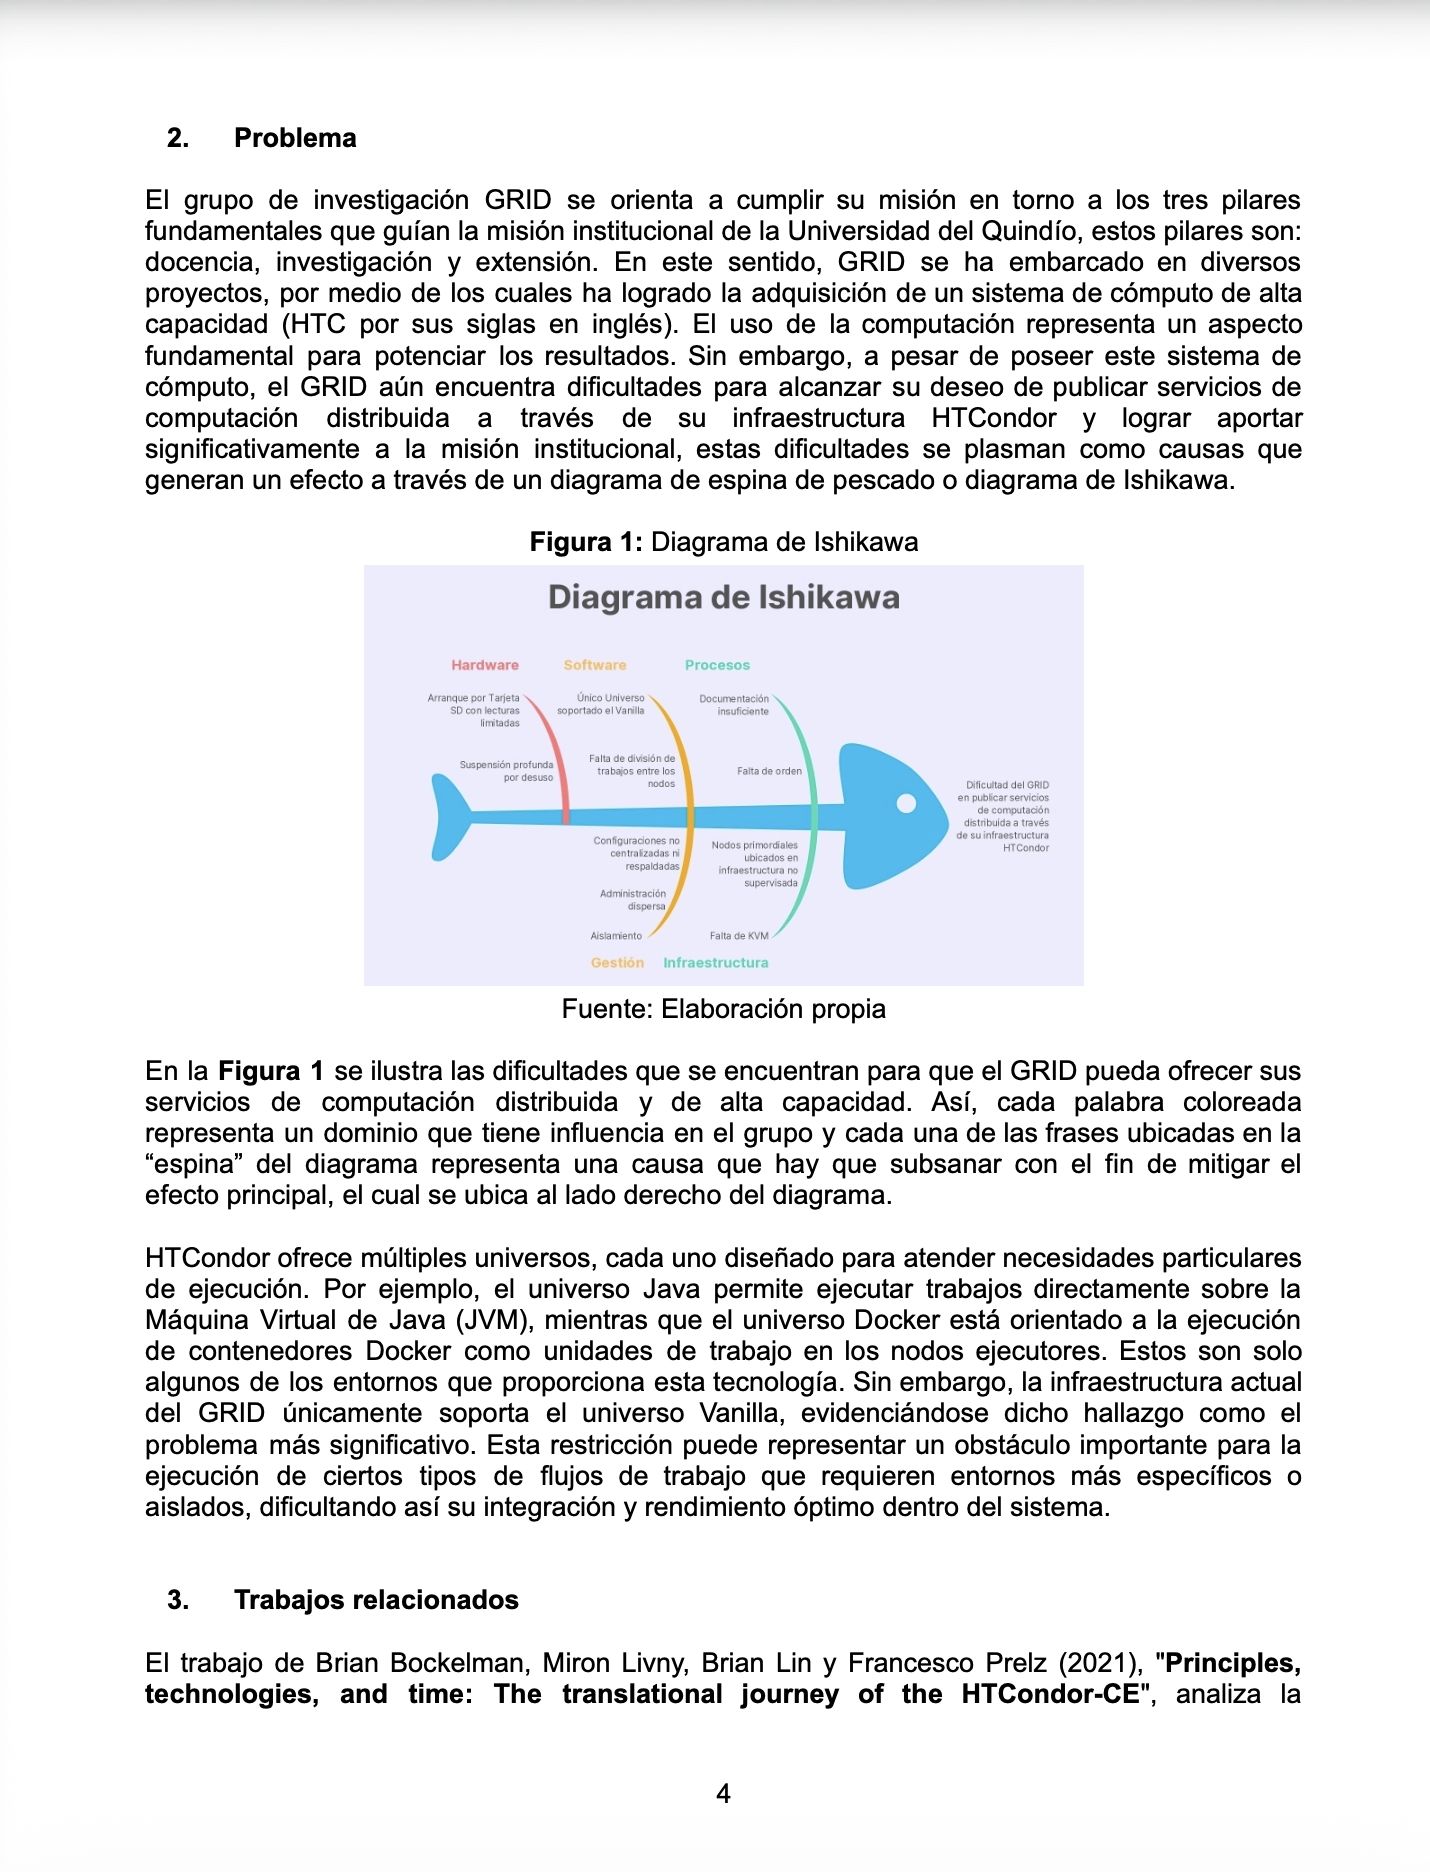 2. Problema
El grupo de investigación GRID se orienta a cumplir su misión en torno a los tres pilares
fundamentales que guían la misión institucional de la Universidad del Quindío, estos pilares son:
docencia, investigación y extensión. En este sentido, GRID se ha embarcado en diversos
proyectos, por medio de los cuales ha logrado la adquisición de un sistema de cómputo de alta
capacidad (HTC por sus siglas en inglés). El uso de la computación representa un aspecto
fundamental para potenciar los resultados. Sin embargo, a pesar de poseer este sistema de
cómputo, el GRID aún encuentra dificultades para alcanzar su deseo de publicar servicios de
computación distribuida a través de su infraestructura HTCondor y lograr aportar
significativamente a la misión institucional, estas dificultades se plasman como causas que
generan un efecto a través de un diagrama de espina de pescado o diagrama de Ishikawa.
Figura 1: Diagrama de Ishikawa
Diagrama de Ishikawa
Hardware
Software
Procesos
Arranque por Tarjeta
SD con lecturas
limitadas
Único Universo
soportado el Vanilla
Documentación
insuficiente
Suspensión profunda
por desuso
Falta de división de
trabajos entre los
nodos
Falta de orden
Dificultad del GRID
en publicar servicios
de computación
distribuida a través
de su infraestructura
HTCondor
Configuraciones no
centralizadas ni
respaldadas
Nodos primordiales
ubicados en
infraestructura no
supervisada
Administración
dispersa
Aislamiento
Falta de KVM
Gestión
Infraestructura
Fuente: Elaboración propia
En la Figura 1 se ilustra las dificultades que se encuentran para que el GRID pueda ofrecer sus
servicios de computación distribuida y de alta capacidad. Así, cada palabra coloreada
representa un dominio que tiene influencia en el grupo y cada una de las frases ubicadas en la
“espina” del diagrama representa una causa que hay que subsanar con el fin de mitigar el
efecto principal, el cual se ubica al lado derecho del diagrama.
HTCondor ofrece múltiples universos, cada uno diseñado para atender necesidades particulares
de ejecución. Por ejemplo, el universo Java permite ejecutar trabajos directamente sobre la
Máquina Virtual de Java (JVM), mientras que el universo Docker está orientado a la ejecución
de contenedores Docker como unidades de trabajo en los nodos ejecutores. Estos son solo
algunos de los entornos que proporciona esta tecnología. Sin embargo, la infraestructura actual
del GRID únicamente soporta el universo Vanilla, evidenciándose dicho hallazgo como el
problema más significativo. Esta restricción puede representar un obstáculo importante para la
ejecución de ciertos tipos de flujos de trabajo que requieren entornos más específicos o
aislados, dificultando así su integración y rendimiento óptimo dentro del sistema.
3. Trabajos relacionados
El trabajo de Brian Bockelman, Miron Livny, Brian Lin y Francesco Prelz (2021), "Principles,
technologies, and time: The translational journey of the HTCondor-CE", analiza la
4